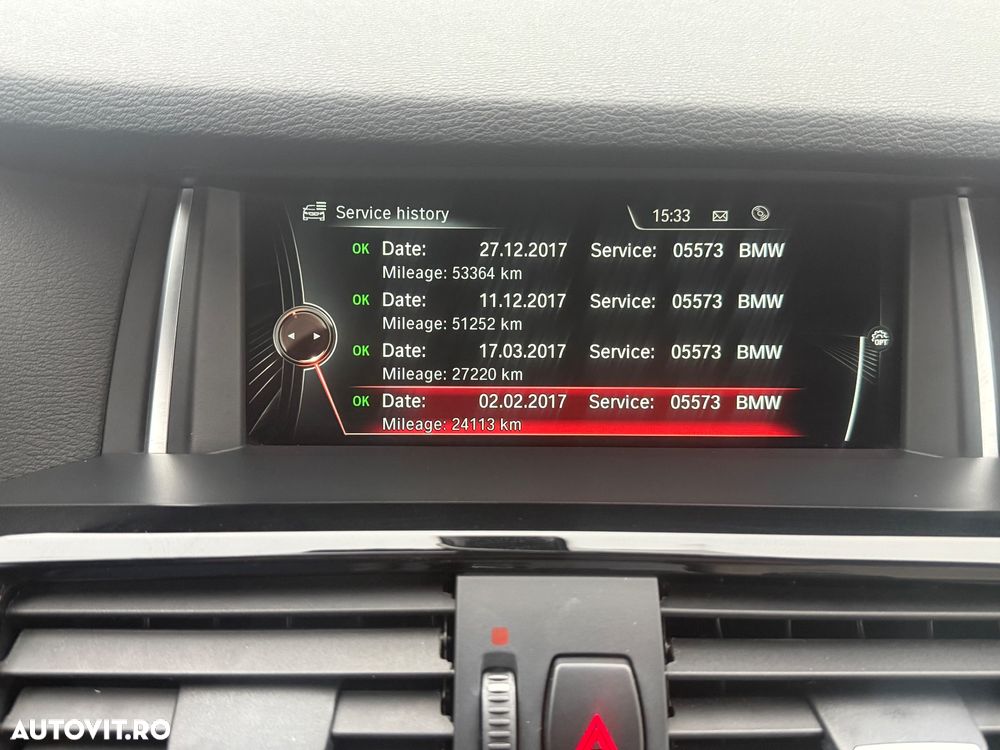 Service history 15:33
OK Date: 27.12.2017 Service: 05573 BMW
Mileage: 53364 km
OK Date: 11.12.2017 Service: 05573 BMW
Mileage: 51252 km
OK Date: 17.03.2017 Service: 05573 BMW
Mileage: 27220 km
OK Date: 02.02.2017 Service: 05573 BMW
Mileage: 24113 km
OPT
AUTOVIT.RO